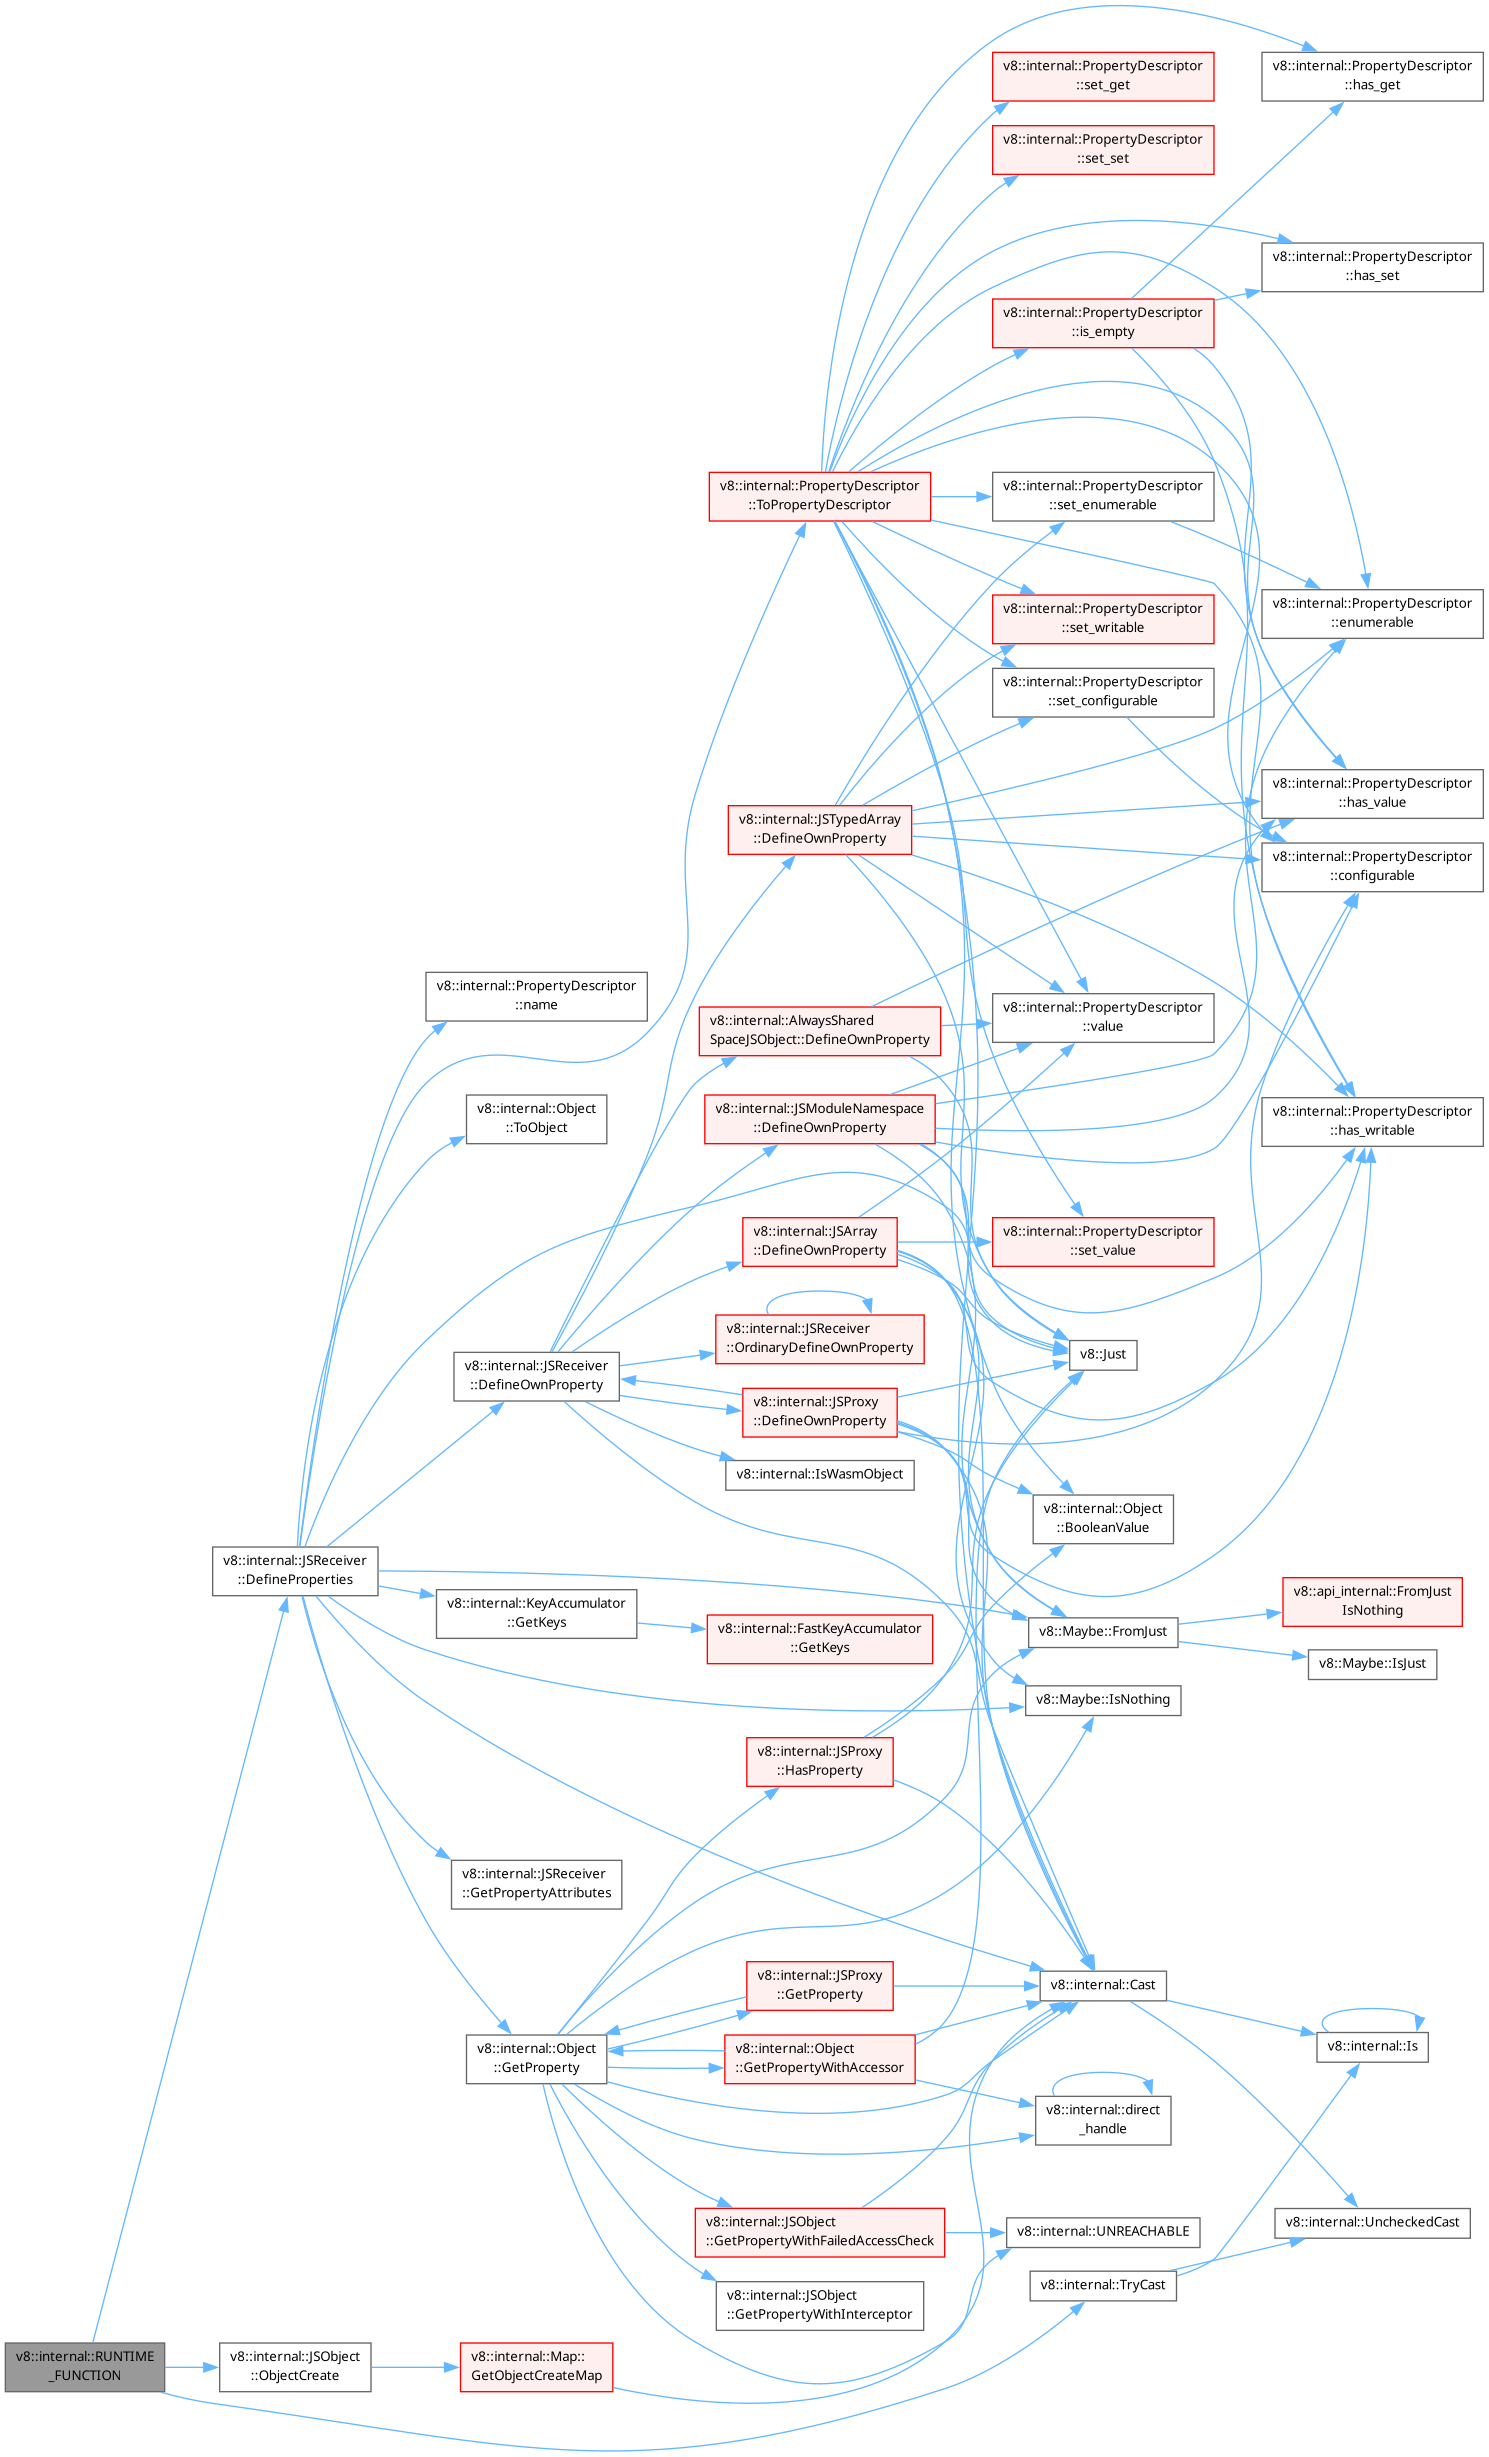 v8::internal::PropertyDescriptor
::set_get
v8::internal::PropertyDescriptor
::has_get
v8::internal::PropertyDescriptor
::set_set
v8::internal::PropertyDescriptor
::has_set
v8::internal::PropertyDescriptor
::is_empty
v8::internal::PropertyDescriptor
::ToPropertyDescriptor
v8::internal::PropertyDescriptor
::set_enumerable
v8::internal::PropertyDescriptor
::enumerable
v8::internal::PropertyDescriptor
::set_writable
v8::internal::PropertyDescriptor
::set_configurable
v8::internal::PropertyDescriptor
::has_value
v8::internal::JSTypedArray
::DefineOwnProperty
v8::internal::PropertyDescriptor
::configurable
v8::internal::PropertyDescriptor
::name
v8::internal::AlwaysShared
SpaceJSObject::DefineOwnProperty
v8::internal::PropertyDescriptor
::value
v8::internal::Object
::ToObject
v8::internal::JSModuleNamespace
::DefineOwnProperty
v8::internal::PropertyDescriptor
::has_writable
v8::internal::JSArray
::DefineOwnProperty
v8::internal::PropertyDescriptor
::set_value
v8::internal::JSReceiver
::OrdinaryDefineOwnProperty
v8::Just
v8::internal::JSReceiver
::DefineOwnProperty
v8::internal::JSProxy
::DefineOwnProperty
v8::internal::IsWasmObject
v8::internal::Object
::BooleanValue
v8::internal::JSReceiver
::DefineProperties
v8::internal::KeyAccumulator
::GetKeys
v8::internal::FastKeyAccumulator
::GetKeys
v8::Maybe::FromJust
v8::api_internal::FromJust
IsNothing
v8::Maybe::IsJust
v8::Maybe::IsNothing
v8::internal::JSProxy
::HasProperty
v8::internal::JSReceiver
::GetPropertyAttributes
v8::internal::JSProxy
::GetProperty
v8::internal::Cast
v8::internal::Is
v8::internal::Object
::GetProperty
v8::internal::Object
::GetPropertyWithAccessor
v8::internal::direct
_handle
v8::internal::JSObject
::GetPropertyWithFailedAccessCheck
v8::internal::UNREACHABLE
v8::internal::UncheckedCast
v8::internal::TryCast
v8::internal::JSObject
::GetPropertyWithInterceptor
v8::internal::RUNTIME
_FUNCTION
v8::internal::JSObject
::ObjectCreate
v8::internal::Map::
GetObjectCreateMap